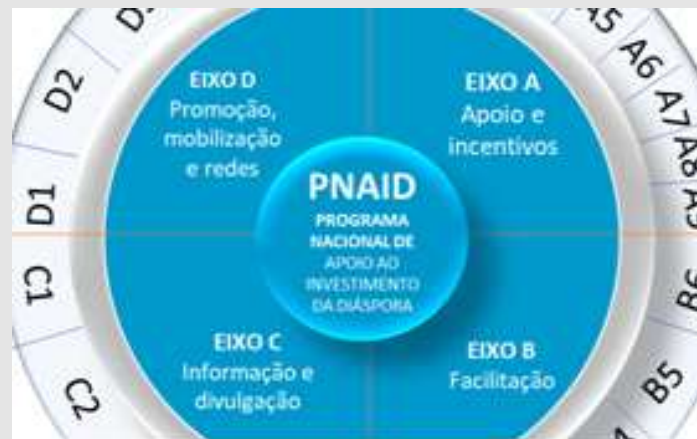 EIXO D
Promoção,
mobilização
e redes
EIXO A
Apoio e
incentivos
PNAID
PROGRAMA
NACIONAL DE
APOIO AO
INVESTIMENTO
DA DIÁSPORA
EIXO C
Informação e
divulgação
EIXO B
Facilitação
D2
D1
C1
C2
A5
A6
A7
A8
B5